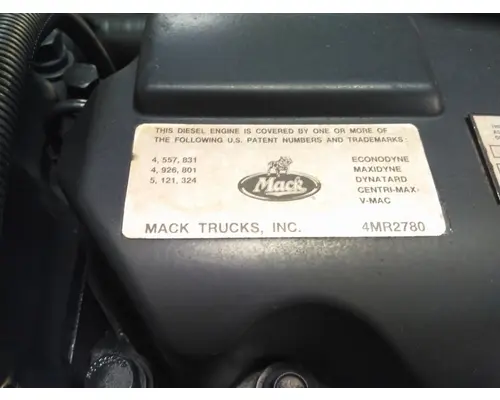 THIS DIESEL ENGINE IS COVERED BY ONE OR MORE OF
THE FOLLOWING U.S. PATENT NUMBERS AND TRADEMARKS:
4, 557, 831
4, 926, 801
5, 121, 324
Mack
ECONODYNE
MAXIDYNE
DYNATARD
CENTRI-MAX
V-MAC
MACK TRUCKS, INC.
4MR2780